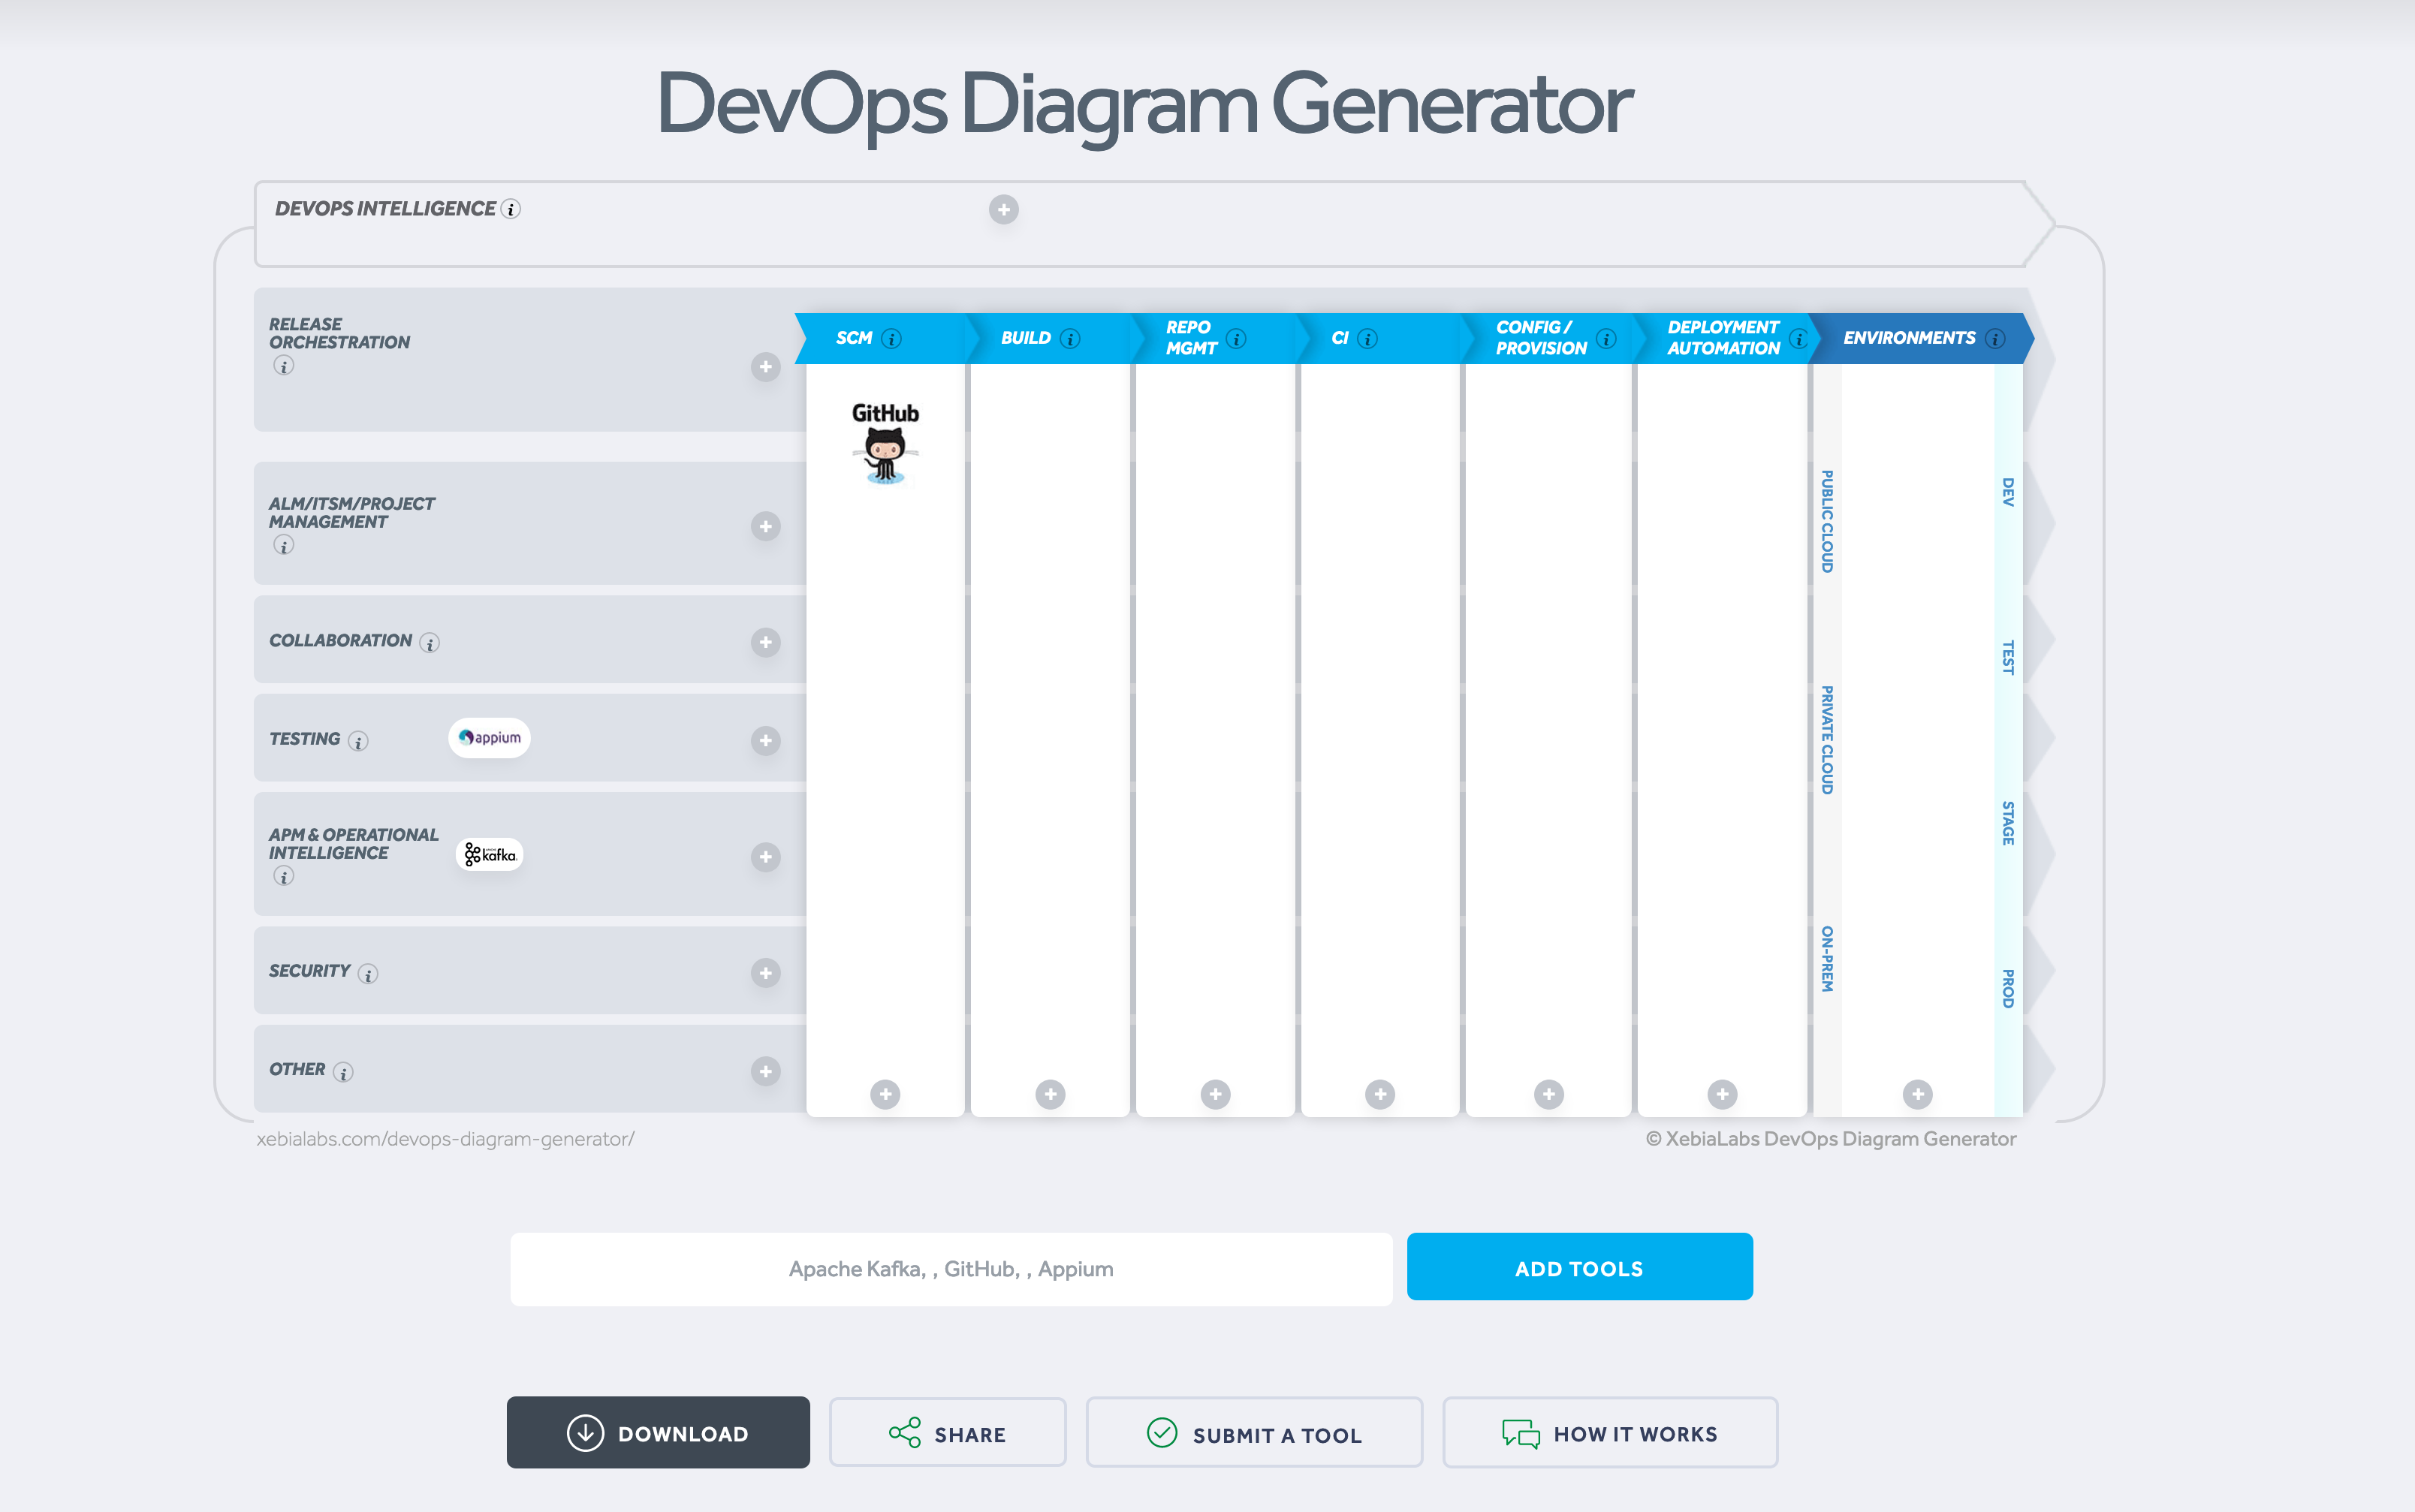 DevOps Diagram Generator
DEVOPS INTELLIGENCE
RELEASE
ORCHESTRATION
SCM
BUILD
REPO
MGMT
CI
CONFIG /
PROVISION
DEPLOYMENT
AUTOMATION
ENVIRONMENTS
GitHub
ALM/ITSM/PROJECT
MANAGEMENT
COLLABORATION
TESTING
appium
APM & OPERATIONAL
INTELLIGENCE
kafka
SECURITY
OTHER
PUBLIC CLOUD
PRIVATE CLOUD
ON-PREM
DEV
TEST
STAGE
PROD
xebialabs.com/devops-diagram-generator/
© XebiaLabs DevOps Diagram Generator
Apache Kafka, , GitHub, , Appium
ADD TOOLS
DOWNLOAD
SHARE
SUBMIT A TOOL
HOW IT WORKS